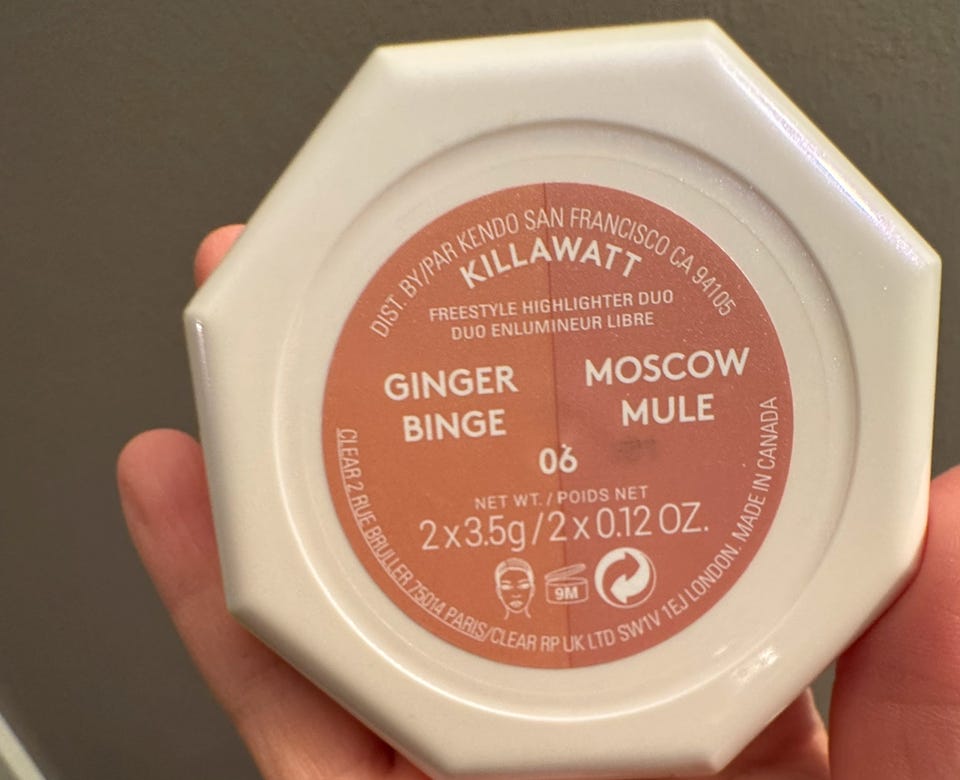 DIST. BY/PAR KENDO SAN FRANCISCO CA 94105
KILLAWATT
FREESTYLE HIGHLIGHTER DUO
DUO ENLUMINEUR LIBRE
GINGER
BINGE
MOSCOW
MULE
06
NET WT. / POIDS NET
2 x 3.5g / 2 x 0.12 OZ.
9M
CLEAR 2 RUE BRULLER 75014 PARIS/CLEAR RP UK LTD SW1V 1EJ LONDON. MADE IN CANADA